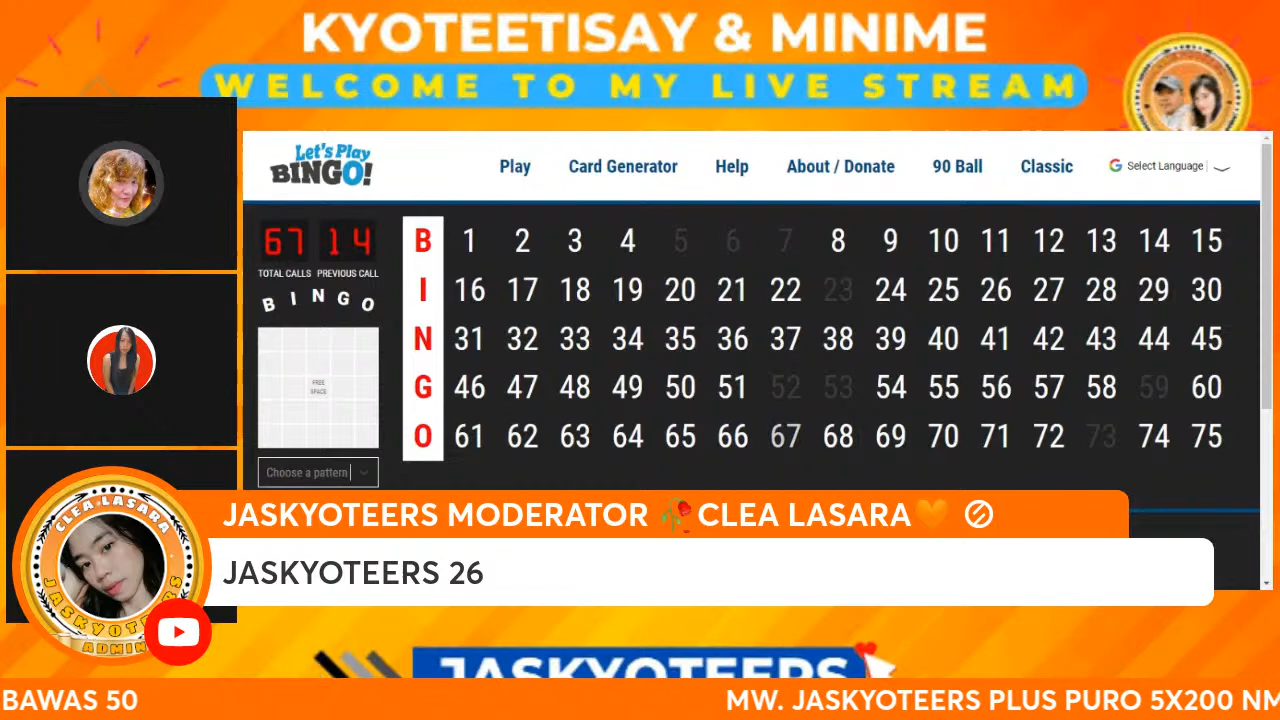 KYOTEETISAY & MINIME
WELCOME TO MY LIVE STREAM
Let's Play
BINGO!
Play Card Generator Help About / Donate 90 Ball Classic Select Language
67 14
TOTAL CALLS PREVIOUS CALL
B I N G O
FREE
SPACE
Choose a pattern
B 1 2 3 4 5 6 7 8 9 10 11 12 13 14 15
I 16 17 18 19 20 21 22 23 24 25 26 27 28 29 30
N 31 32 33 34 35 36 37 38 39 40 41 42 43 44 45
G 46 47 48 49 50 51 52 53 54 55 56 57 58 59 60
O 61 62 63 64 65 66 67 68 69 70 71 72 73 74 75
JASKYOTEERS MODERATOR 🥀 CLEA LASARA🧡
JASKYOTEERS 26
CLEA LASARA
JASKYOTEERS
ADMIN
JASKYOTEERS
BAWAS 50 MW. JASKYOTEERS PLUS PURO 5X200 NM